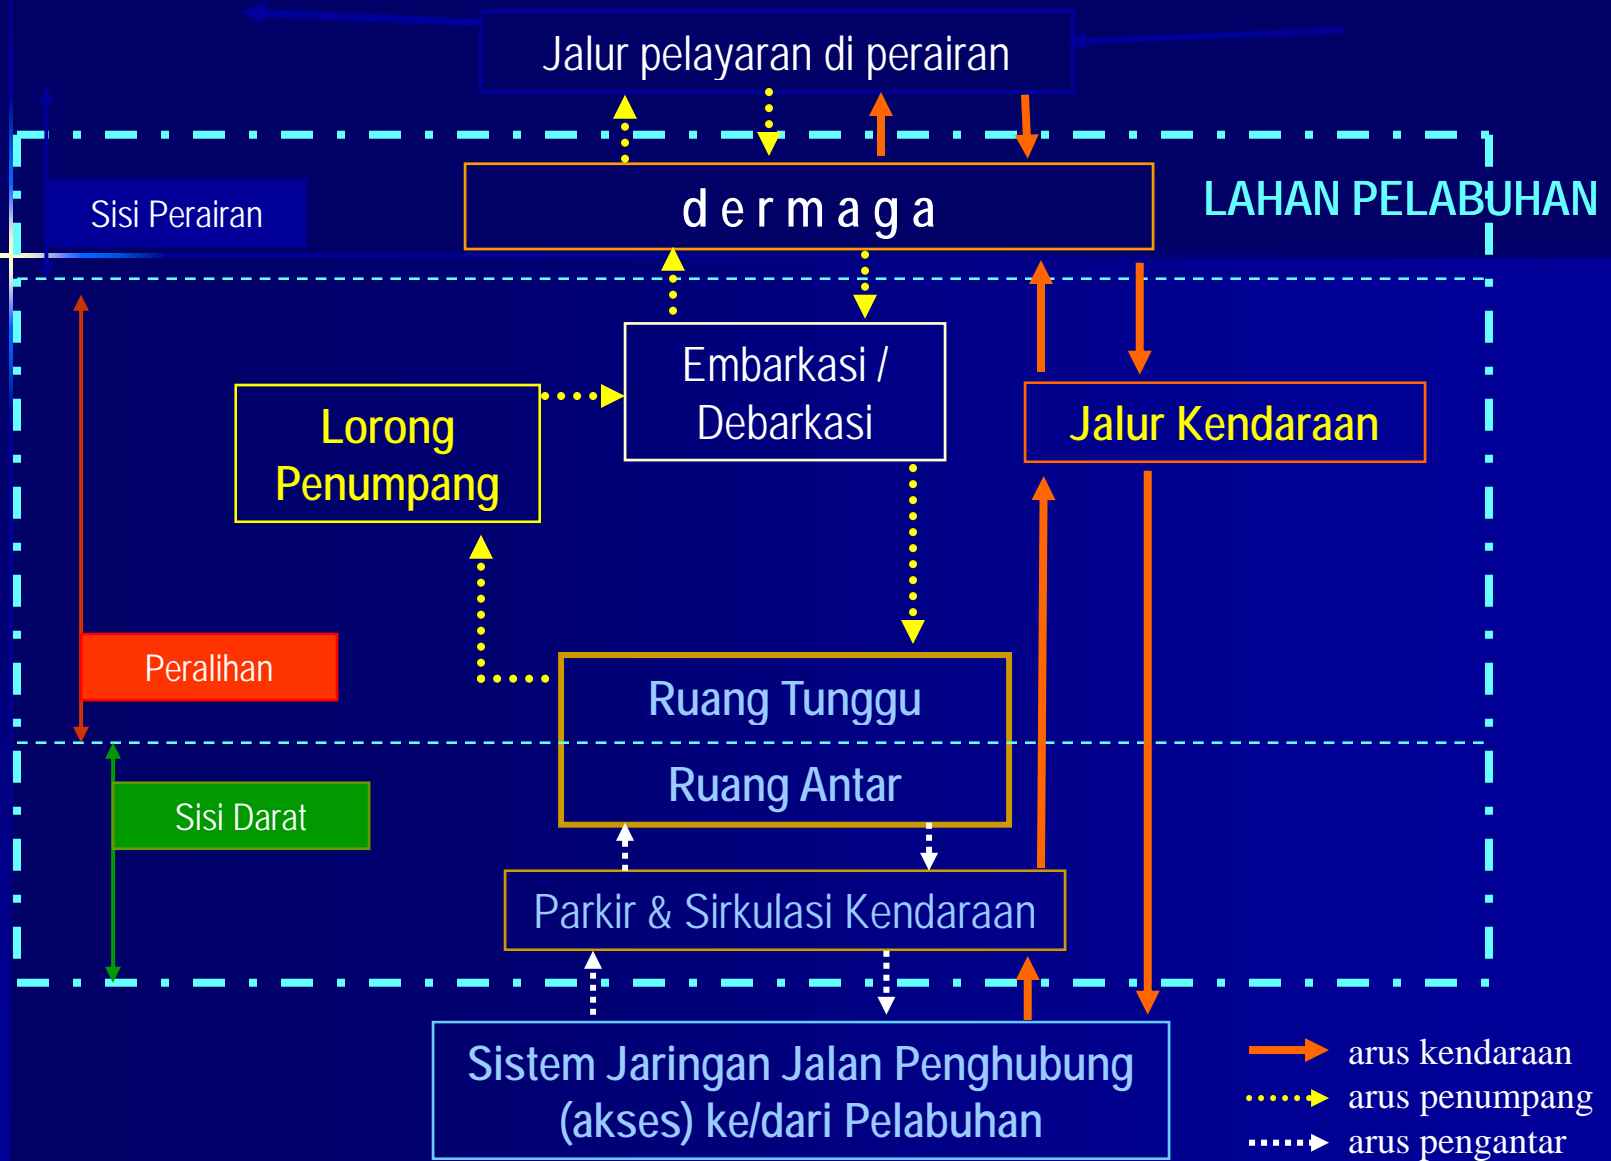 Jalur pelayaran di perairan
Sisi Perairan
dermaga
LAHAN PELABUHAN
Embarkasi /
Debarkasi
Lorong
Penumpang
Jalur Kendaraan
Peralihan
Ruang Tunggu
Ruang Antar
Sisi Darat
Parkir & Sirkulasi Kendaraan
Sistem Jaringan Jalan Penghubung
(akses) ke/dari Pelabuhan
arus kendaraan
arus penumpang
arus pengantar